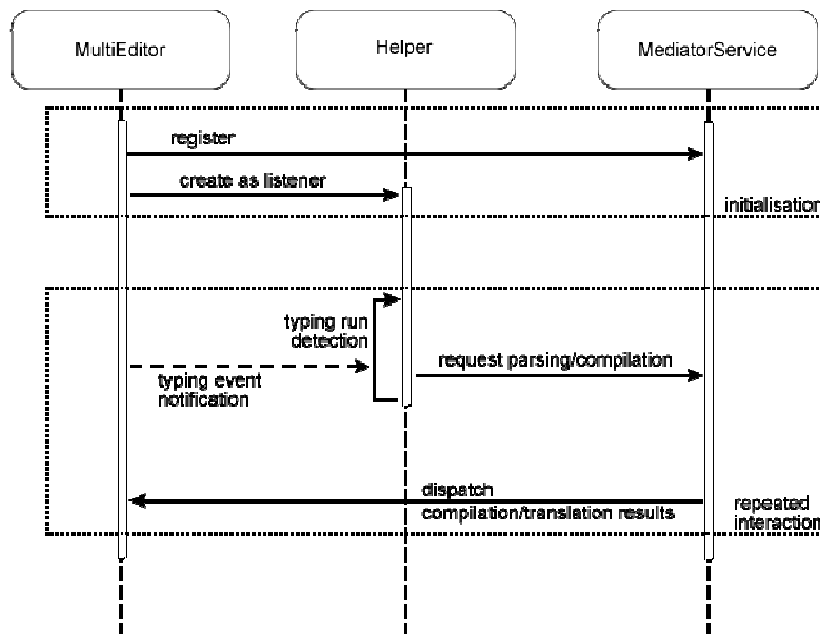 MultiEditor
Helper
MediatorService
register
create as listener
initialisation
typing run
detection
request parsing/compilation
typing event
notification
dispatch
compilation/translation results
repeated
interaction